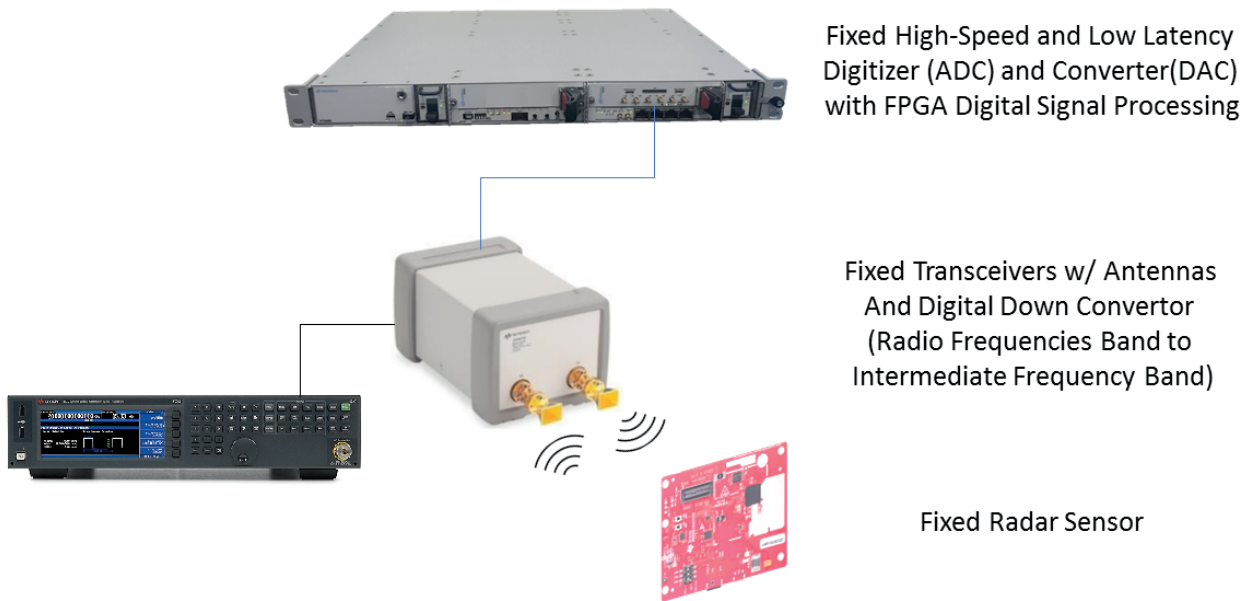 Fixed High-Speed and Low Latency
Digitizer (ADC) and Converter(DAC)
with FPGA Digital Signal Processing
Fixed Transceivers w/ Antennas
And Digital Down Convertor
(Radio Frequencies Band to
Intermediate Frequency Band)
Fixed Radar Sensor